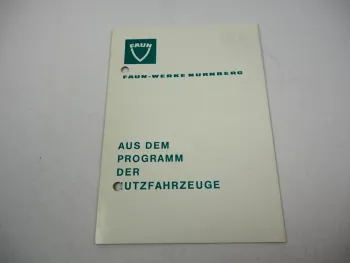 FAUN
FAUN-WERKE NÜRNBERG
AUS DEM
PROGRAMM
DER
UTZFAHRZEUGE